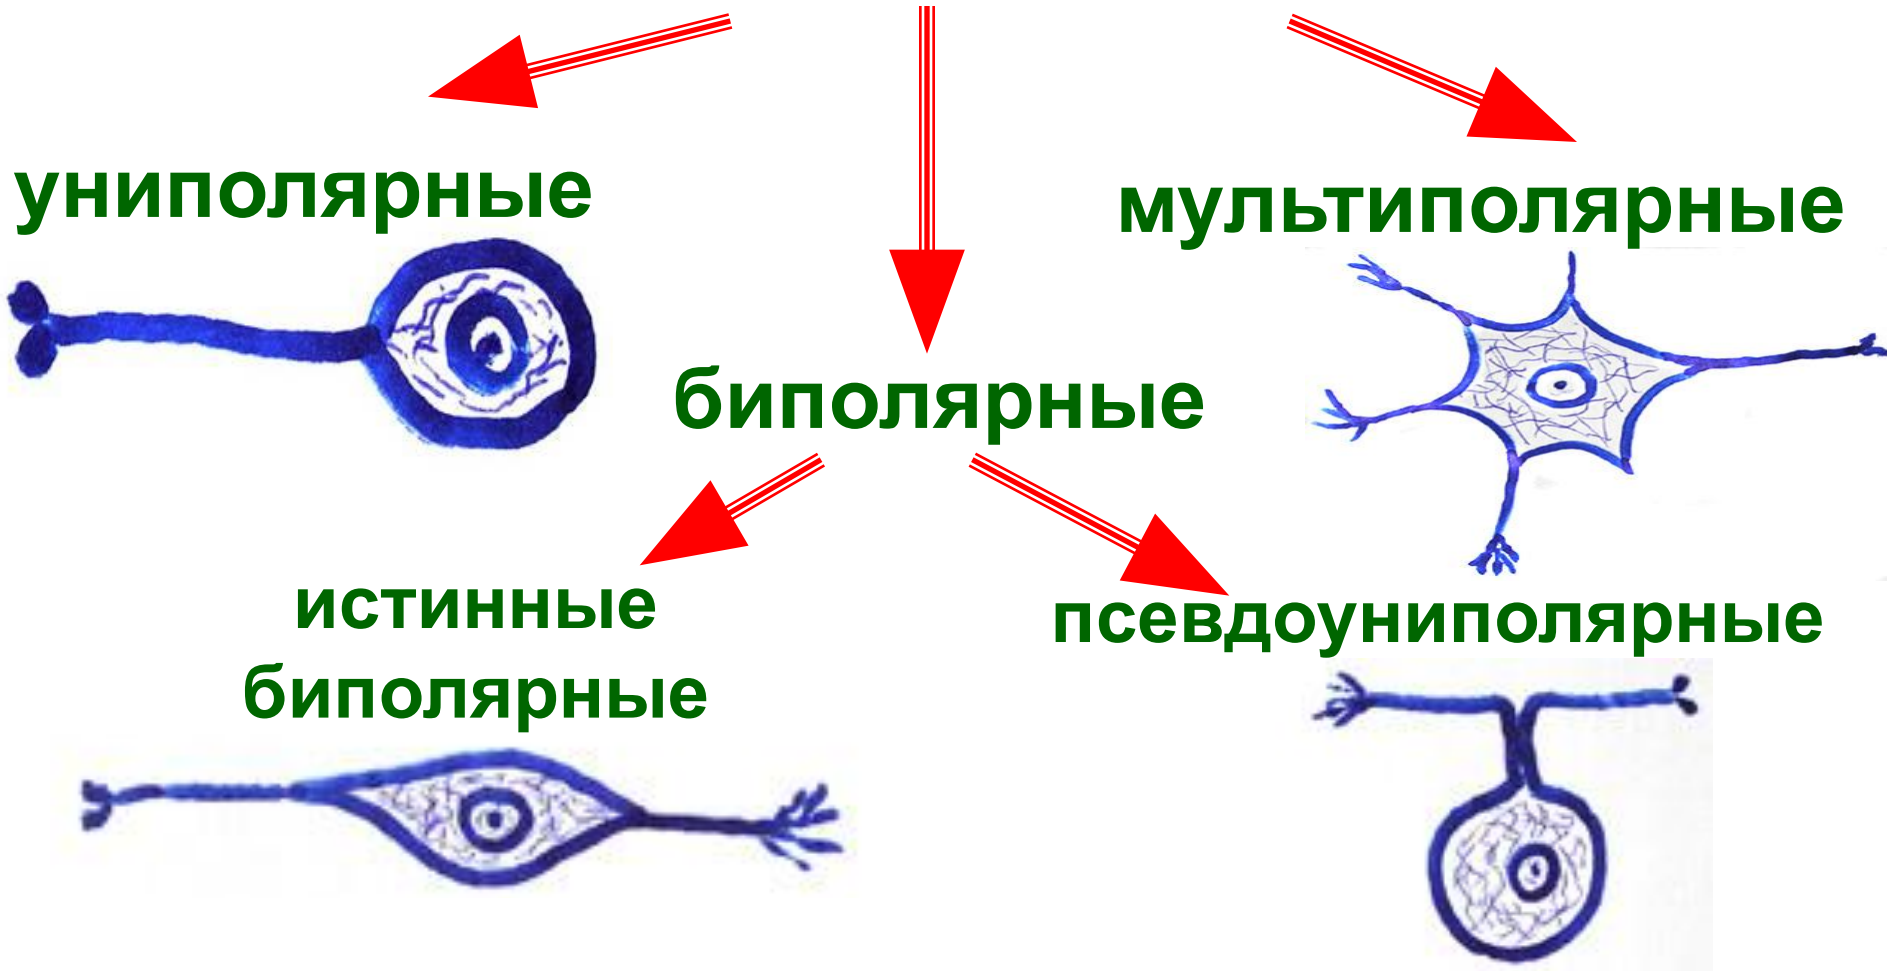 униполярные
мультиполярные
биполярные
истинные
биполярные
псевдоуниполярные